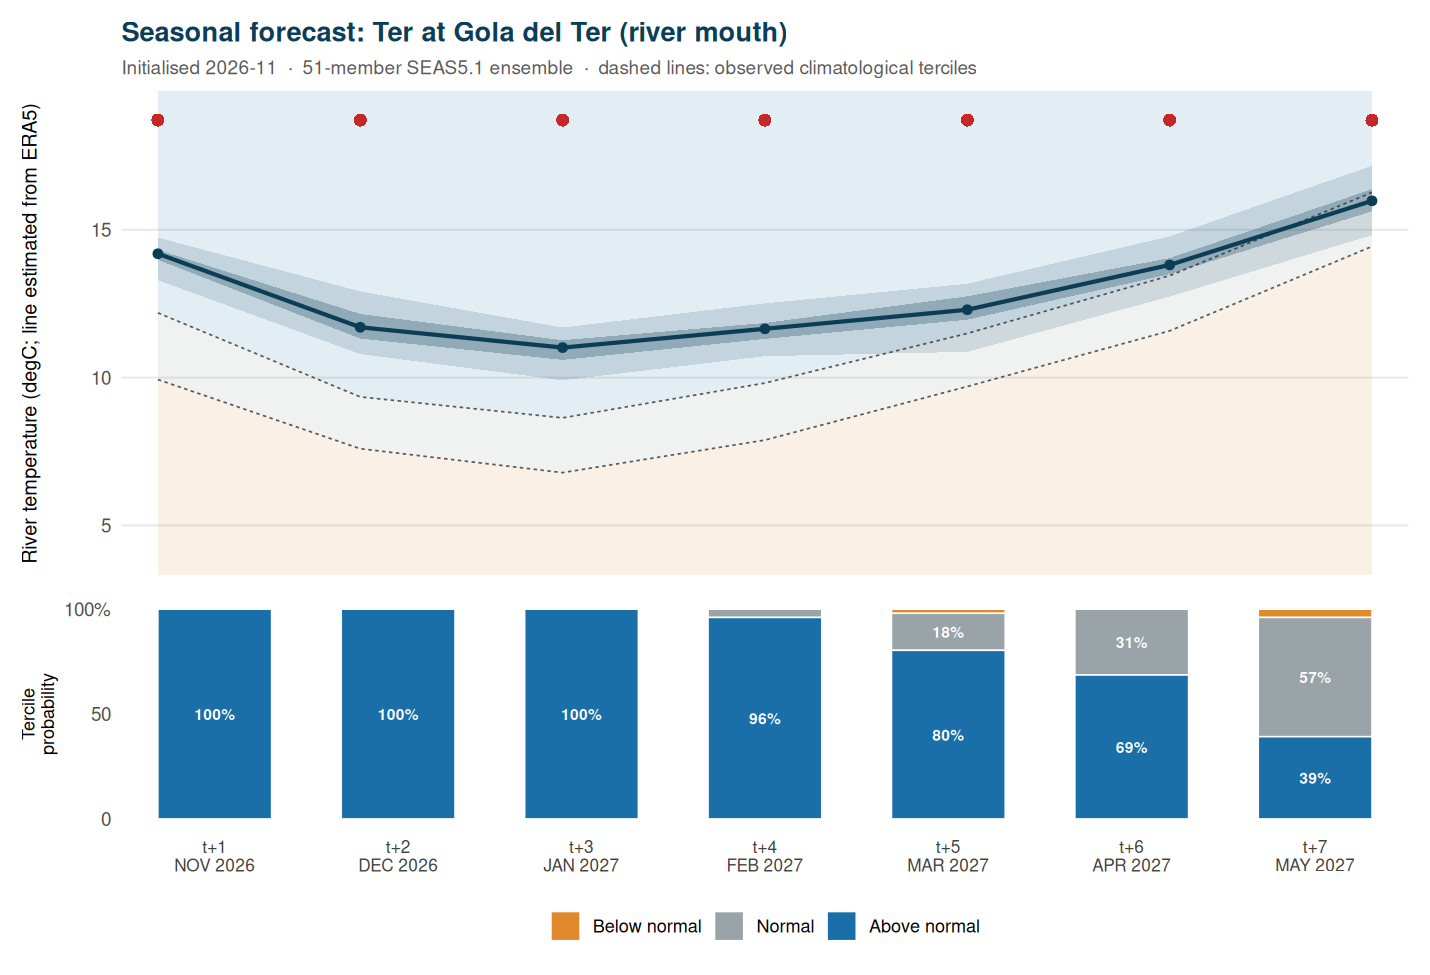 Seasonal forecast: Ter at Gola del Ter (river mouth)
Initialised 2026-11 · 51-member SEAS5.1 ensemble · dashed lines: observed climatological terciles
River temperature (degC; line estimated from ERA5)
15
10
5
Tercile
probability
100%
50
0
100%
100%
100%
96%
18%
80%
31%
69%
57%
39%
t+1
NOV 2026
t+2
DEC 2026
t+3
JAN 2027
t+4
FEB 2027
t+5
MAR 2027
t+6
APR 2027
t+7
MAY 2027
Below normal
Normal
Above normal